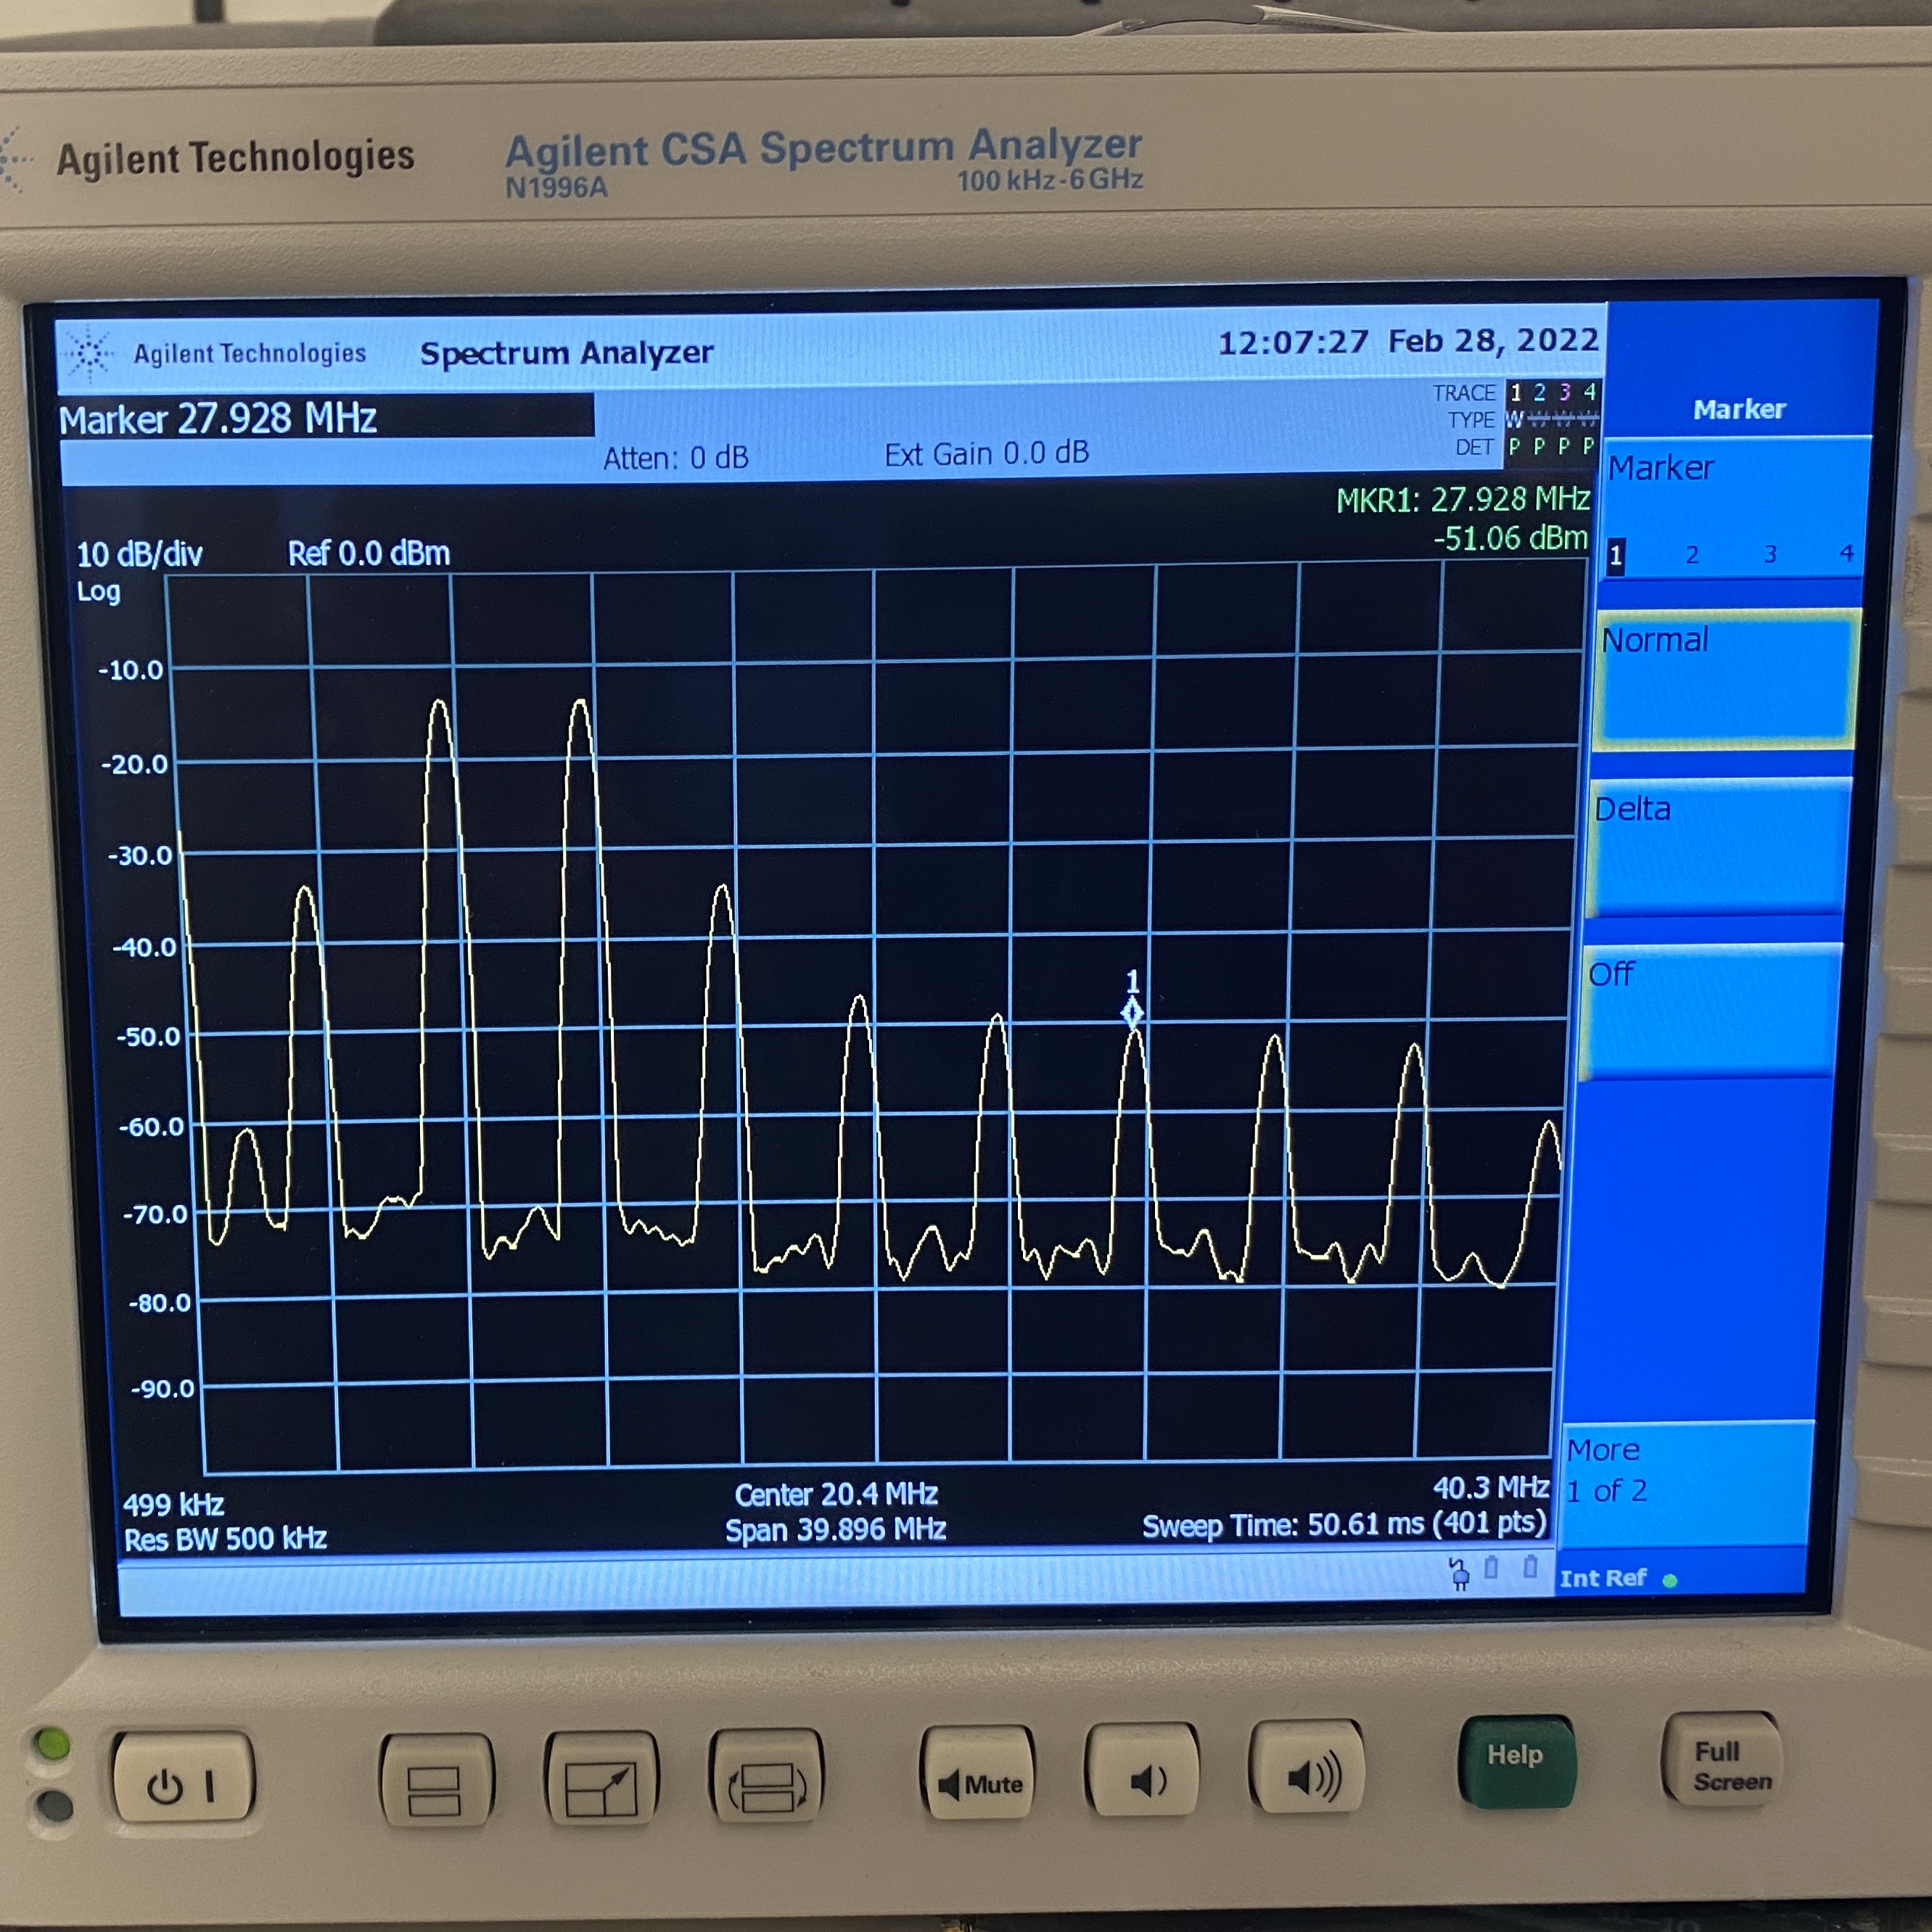 Agilent Technologies
Agilent CSA Spectrum Analyzer
N1996A
100 kHz-6 GHz
Agilent Technologies
Spectrum Analyzer
12:07:27 Feb 28, 2022
Marker 27.928 MHz
Atten: 0 dB
Ext Gain 0.0 dB
TRACE 1 2 3 4
TYPE W W W W
DET P P P P
MKR1: 27.928 MHz
-51.06 dBm
10 dB/div
Ref 0.0 dBm
Log
-10.0
-20.0
-30.0
-40.0
-50.0
-60.0
-70.0
-80.0
-90.0
1
499 kHz
Center 20.4 MHz
40.3 MHz
Res BW 500 kHz
Span 39.896 MHz
Sweep Time: 50.61 ms (401 pts)
Marker
Marker
1 2 3 4
Normal
Delta
Off
More
1 of 2
Int Ref
Mute
Help
Full
Screen